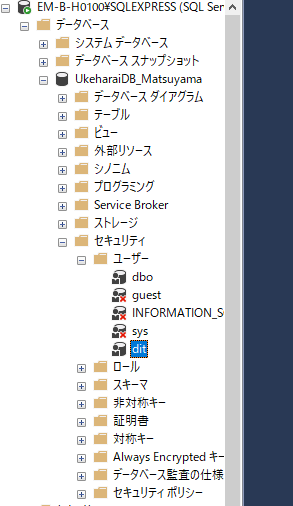 EM-B-H0100¥SQLEXPRESS (SQL Ser
データベース
システム データベース
データベース スナップショット
UkeharaiDB_Matsuyama
データベース ダイアグラム
テーブル
ビュー
外部リソース
シノニム
プログラミング
Service Broker
ストレージ
セキュリティ
ユーザー
dbo
guest
INFORMATION_S
sys
dit
ロール
スキーマ
非対称キー
証明書
対称キー
Always Encrypted キー
データベース監査の仕様
セキュリティ ポリシー